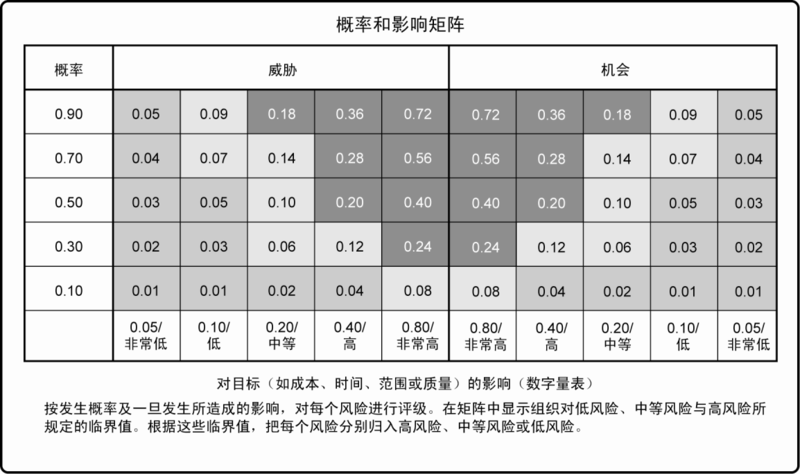 概率和影响矩阵
概率 威胁 机会
0.90 0.05 0.09 0.18 0.36 0.72 0.72 0.36 0.18 0.09 0.05
0.70 0.04 0.07 0.14 0.28 0.56 0.56 0.28 0.14 0.07 0.04
0.50 0.03 0.05 0.10 0.20 0.40 0.40 0.20 0.10 0.05 0.03
0.30 0.02 0.03 0.06 0.12 0.24 0.24 0.12 0.06 0.03 0.02
0.10 0.01 0.01 0.02 0.04 0.08 0.08 0.04 0.02 0.01 0.01
0.05/ 0.10/ 0.20/ 0.40/ 0.80/ 0.80/ 0.40/ 0.20/ 0.10/ 0.05/
非常低 低 中等 高 非常高 非常高 高 中等 低 非常低
对目标（如成本、时间、范围或质量）的影响（数字量表）
按发生概率及一旦发生所造成的影响，对每个风险进行评级。在矩阵中显示组织对低风险、中等风险与高风险所
规定的临界值。根据这些临界值，把每个风险分别归入高风险、中等风险或低风险。